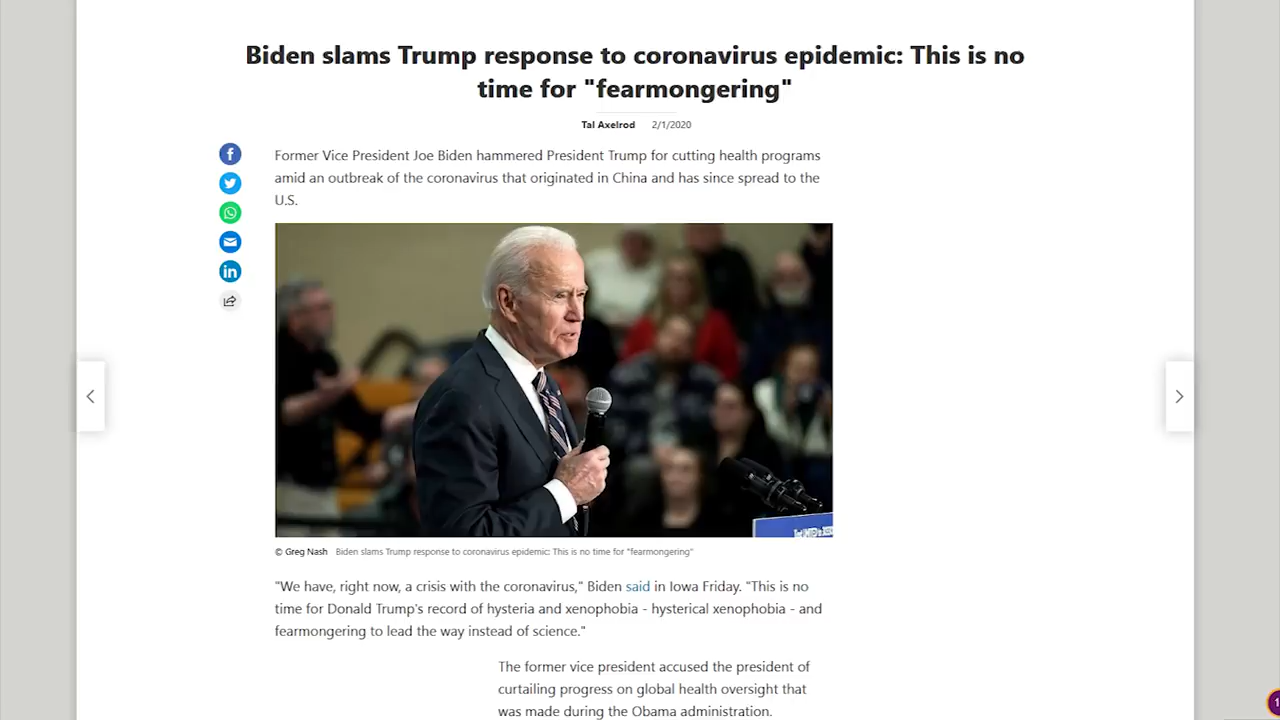 Biden slams Trump response to coronavirus epidemic: This is no
time for "fearmongering"
Tal Axelrod 2/1/2020
Former Vice President Joe Biden hammered President Trump for cutting health programs
amid an outbreak of the coronavirus that originated in China and has since spread to the
U.S.
© Greg Nash Biden slams Trump response to coronavirus epidemic: This is no time for "fearmongering"
"We have, right now, a crisis with the coronavirus," Biden said in Iowa Friday. "This is no
time for Donald Trump's record of hysteria and xenophobia - hysterical xenophobia - and
fearmongering to lead the way instead of science."
The former vice president accused the president of
curtailing progress on global health oversight that
was made during the Obama administration.